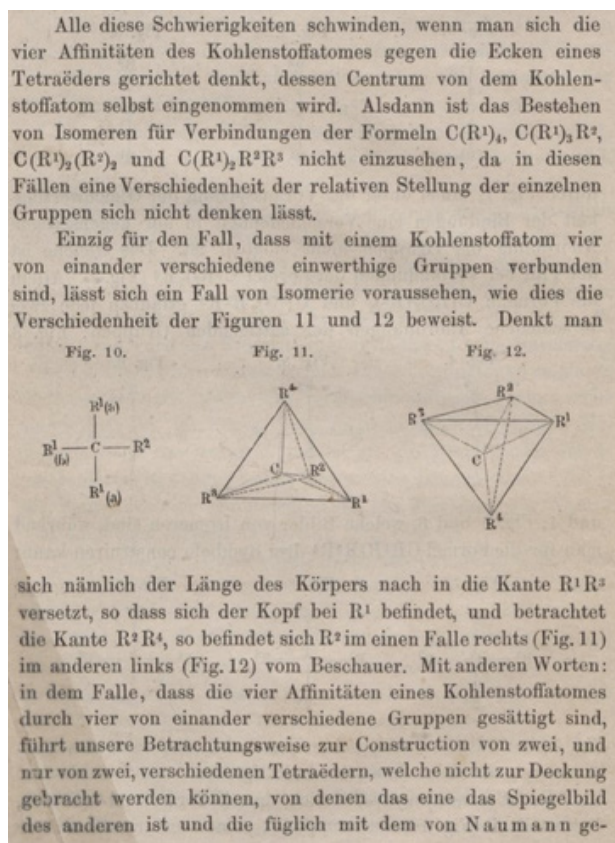 Alle diese Schwierigkeiten schwinden, wenn man sich die
vier Affinitäten des Kohlenstoffatomes gegen die Ecken eines
Tetraëders gerichtet denkt, dessen Centrum von dem Kohlen-
stoffatom selbst eingenommen wird. Alsdann ist das Bestehen
von Isomeren für Verbindungen der Formeln C(R¹)₄, C(R¹)₃R²,
C(R¹)₂(R²)₂ und C(R¹)₂R²R³ nicht einzusehen, da in diesen
Fällen eine Verschiedenheit der relativen Stellung der einzelnen
Gruppen sich nicht denken lässt.
Einzig für den Fall, dass mit einem Kohlenstoffatom vier
von einander verschiedene einwerthige Gruppen verbunden
sind, lässt sich ein Fall von Isomerie voraussehen, wie dies die
Verschiedenheit der Figuren 11 und 12 beweist. Denkt man
Fig. 10. Fig. 11. Fig. 12.
R¹(b)
R¹ C R²
(b)
R¹(a)
R⁴
C R²
R³ R¹
R²
R³ R¹
C
R⁴
sich nämlich der Länge des Körpers nach in die Kante R¹R³
versetzt, so dass sich der Kopf bei R¹ befindet, und betrachtet
die Kante R²R⁴, so befindet sich R² im einen Falle rechts (Fig. 11)
im anderen links (Fig. 12) vom Beschauer. Mit anderen Worten:
in dem Falle, dass die vier Affinitäten eines Kohlenstoffatomes
durch vier von einander verschiedene Gruppen gesättigt sind,
führt unsere Betrachtungsweise zur Construction von zwei, und
nur von zwei, verschiedenen Tetraëdern, welche nicht zur Deckung
gebracht werden können, von denen das eine das Spiegelbild
des anderen ist und die füglich mit dem von Naumann ge-